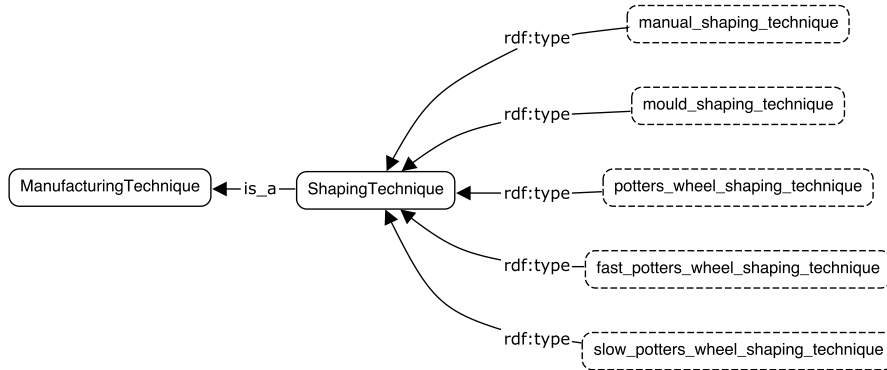 manual_shaping_technique
rdf:type
mould_shaping_technique
rdf:type
ManufacturingTechnique
is_a
ShapingTechnique
rdf:type
potters_wheel_shaping_technique
rdf:type
fast_potters_wheel_shaping_technique
rdf:type
slow_potters_wheel_shaping_technique